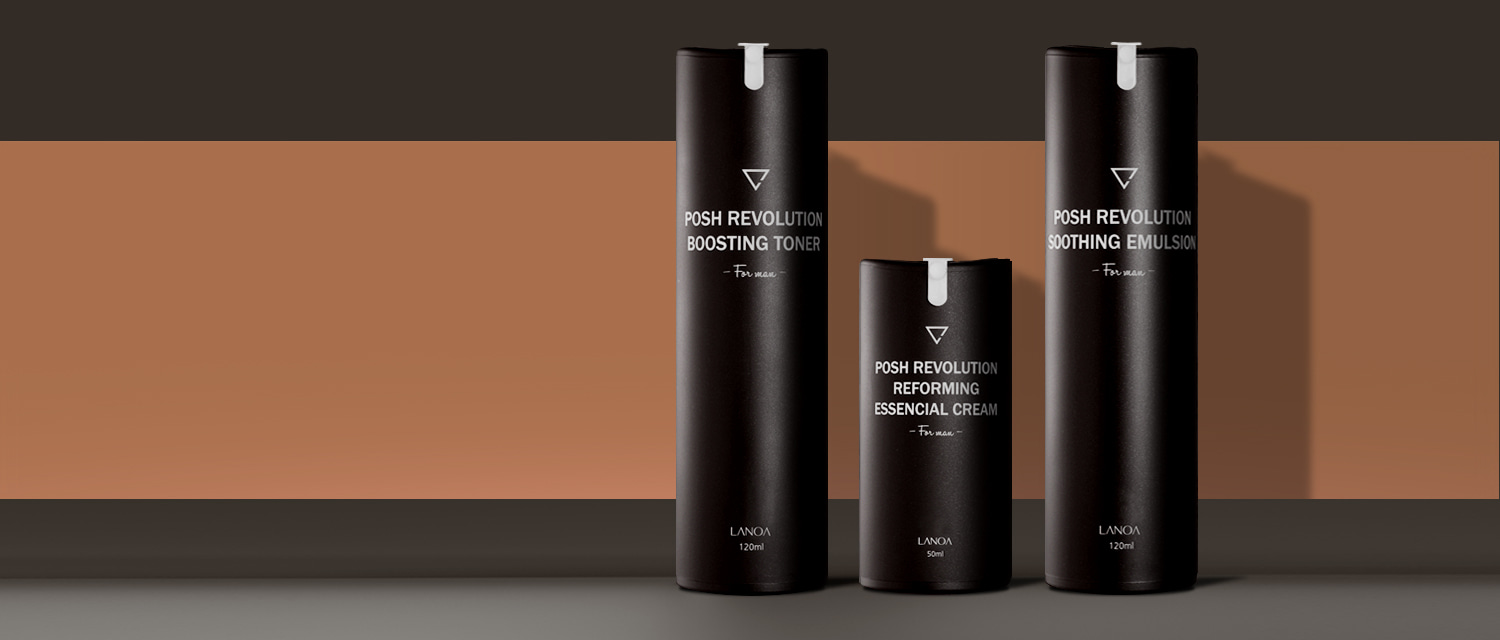 POSH REVOLUTION
BOOSTING TONER
– For man –
LANOA
120ml
POSH REVOLUTION
REFORMING
ESSENCIAL CREAM
– For man –
LANOA
50ml
POSH REVOLUTION
SOOTHING EMULSION
– For man –
LANOA
120ml